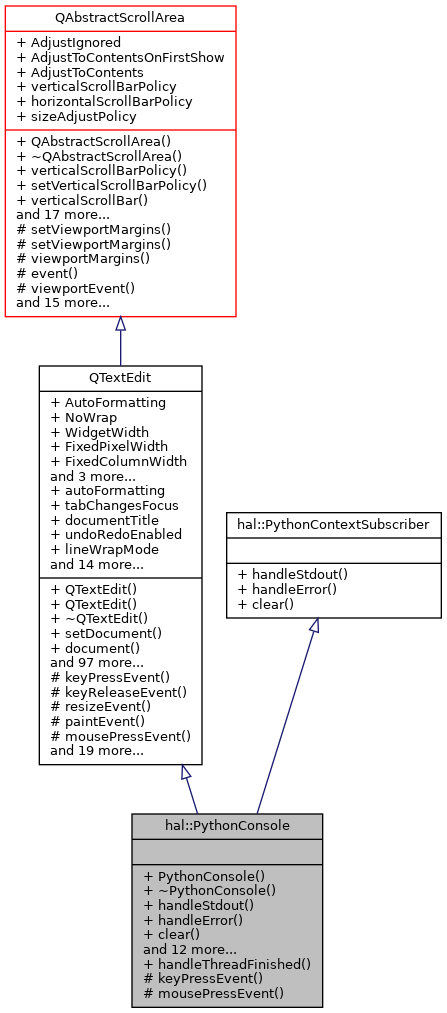 QAbstractScrollArea
+ AdjustIgnored
+ AdjustToContentsOnFirstShow
+ AdjustToContents
+ verticalScrollBarPolicy
+ horizontalScrollBarPolicy
+ sizeAdjustPolicy
+ QAbstractScrollArea()
+ ~QAbstractScrollArea()
+ verticalScrollBarPolicy()
+ setVerticalScrollBarPolicy()
+ verticalScrollBar()
and 17 more...
# setViewportMargins()
# setViewportMargins()
# viewportMargins()
# event()
# viewportEvent()
and 15 more...
QTextEdit
+ AutoFormatting
+ NoWrap
+ WidgetWidth
+ FixedPixelWidth
+ FixedColumnWidth
and 3 more...
+ autoFormatting
+ tabChangesFocus
+ documentTitle
+ undoRedoEnabled
+ lineWrapMode
and 14 more...
+ QTextEdit()
+ QTextEdit()
+ ~QTextEdit()
+ setDocument()
+ document()
and 97 more...
# keyPressEvent()
# keyReleaseEvent()
# resizeEvent()
# paintEvent()
# mousePressEvent()
and 19 more...
hal::PythonContextSubscriber
+ handleStdout()
+ handleError()
+ clear()
hal::PythonConsole
+ PythonConsole()
+ ~PythonConsole()
+ handleStdout()
+ handleError()
+ clear()
and 12 more...
+ handleThreadFinished()
# keyPressEvent()
# mousePressEvent()